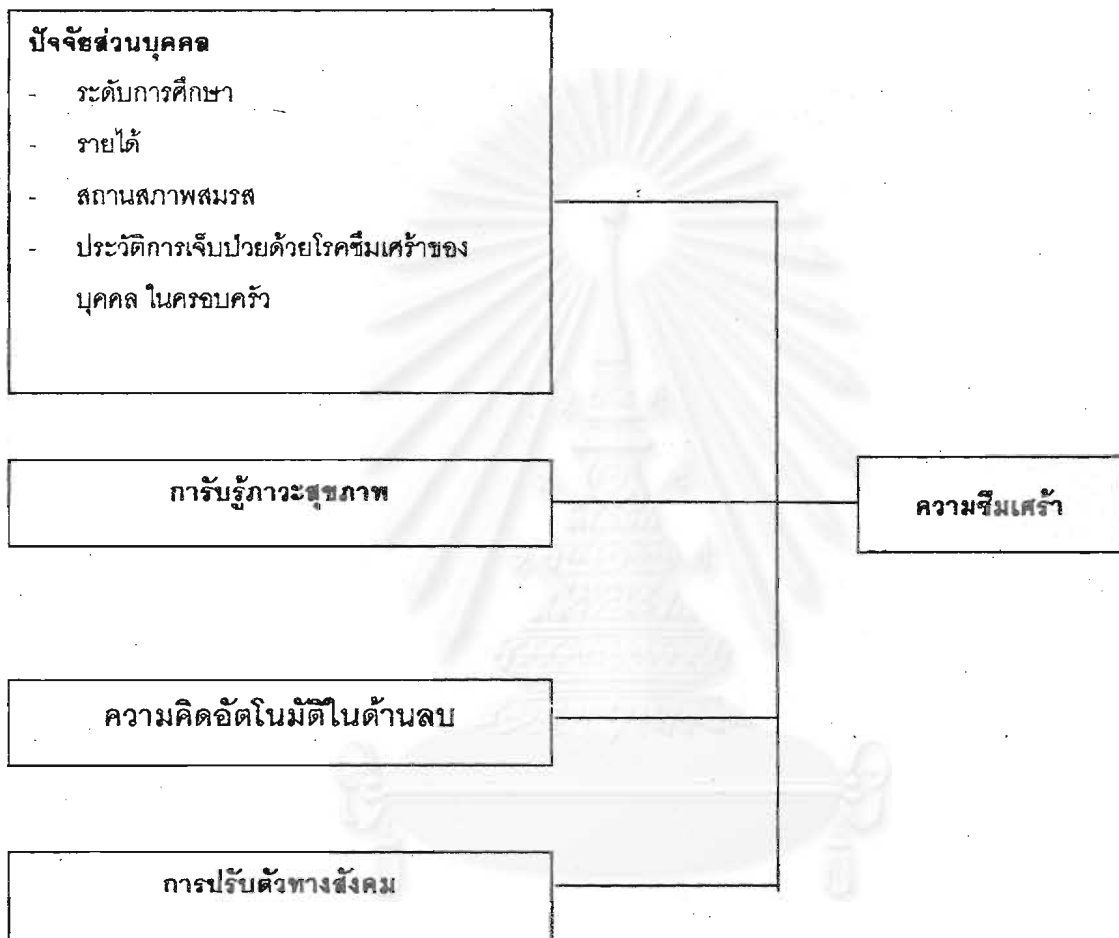 ปัจจัยส่วนบุคคล
- ระดับการศึกษา
- รายได้
- สถานสภาพสมรส
- ประวัติการเจ็บป่วยด้วยโรคซึมเศร้าของ
บุคคล ในครอบครัว
การับรู้ภาวะสุขภาพ
ความซึมเศร้า
ความคิดอัตโนมัติในด้านลบ
การปรับตัวทางสังคม